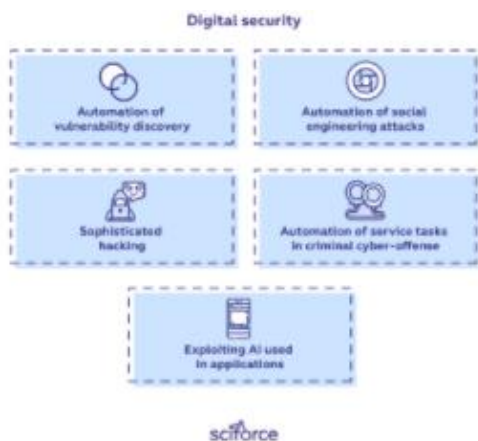 Digital security
Automation of
vulnerability discovery
Automation of social
engineering attacks
Sophisticated
hacking
Automation of service tasks
in criminal cyber-offense
Exploiting AI used
in applications
sciforce